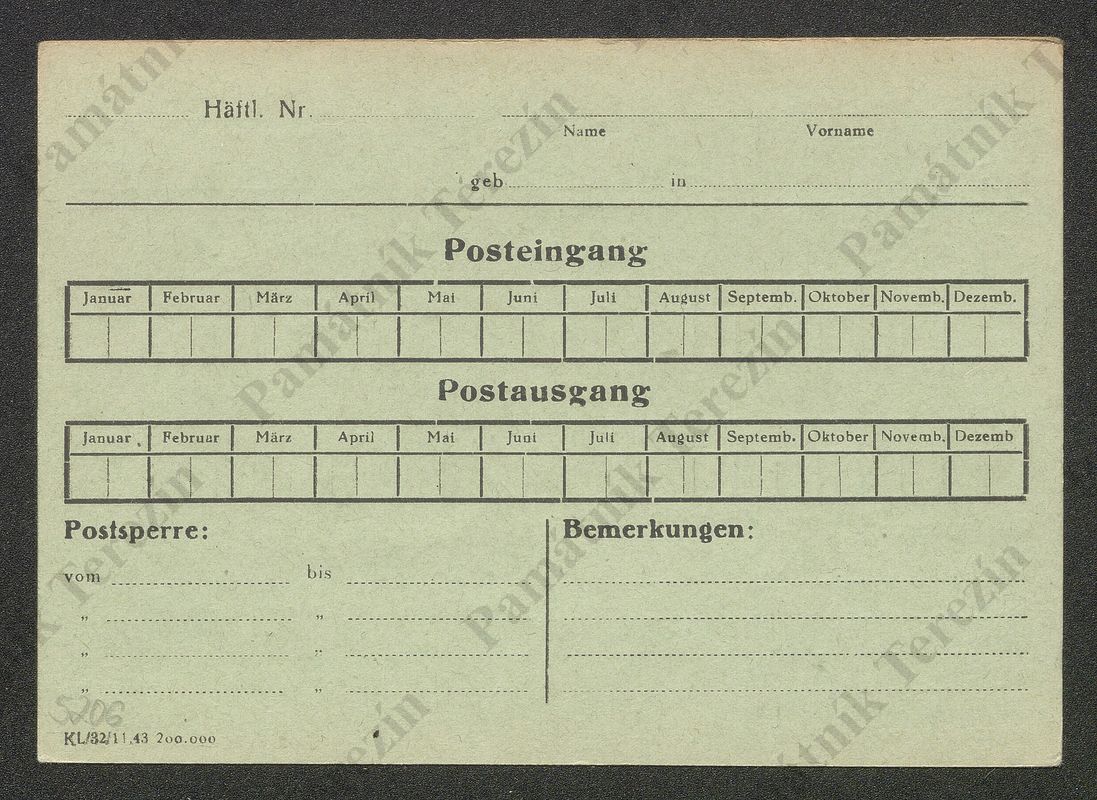 Häftl. Nr.
Name Vorname
geb. in
Posteingang
Januar Februar März April Mai Juni Juli August Septemb. Oktober Novemb. Dezemb.
Postausgang
Januar Februar März April Mai Juni Juli August Septemb. Oktober Novemb. Dezemb
Postsperre: Bemerkungen:
vom bis
„ „
„ „
„ „
S206
KL/32/11.43 200.000
Památník Terezín